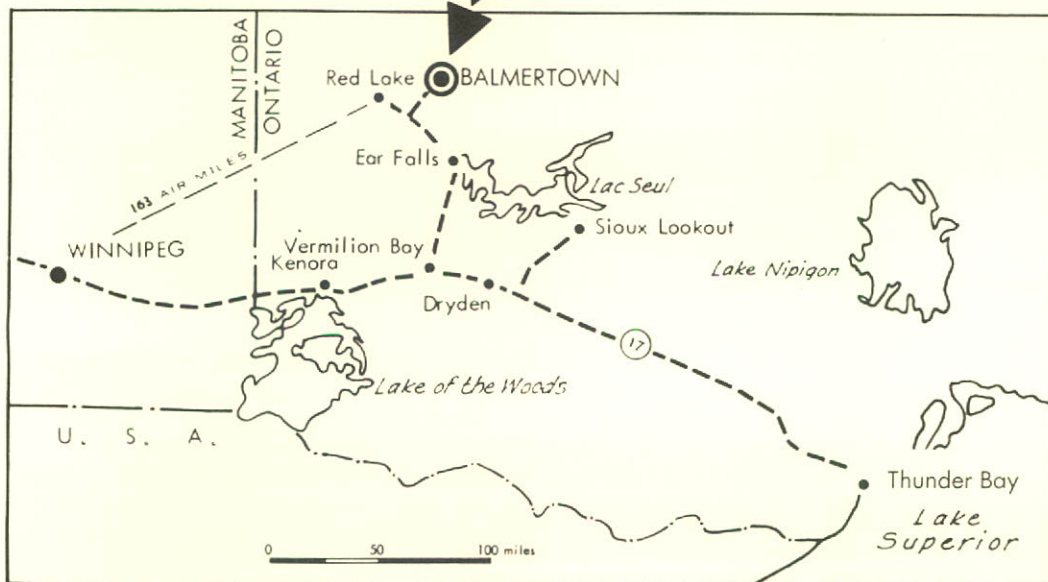 MANITOBA
ONTARIO
Red Lake
BALMERTOWN
Ear Falls
163 AIR MILES
Lac Seul
Sioux Lookout
WINNIPEG
Vermilion Bay
Kenora
Lake Nipigon
Dryden
17
Lake of the Woods
U. S. A.
Thunder Bay
Lake
Superior
0 50 100 miles